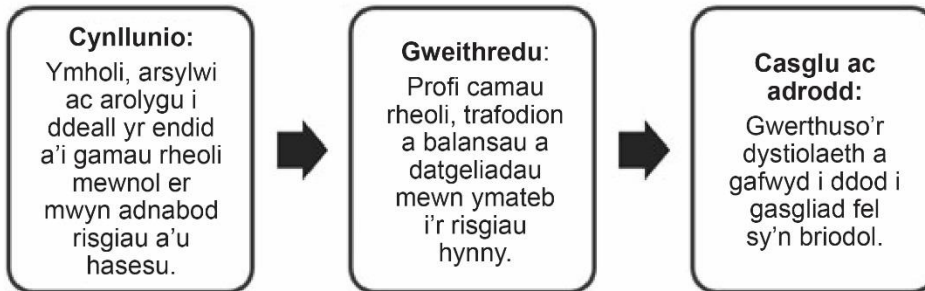 Cynllunio:
Ymholi, arsylwi
ac arolygu i
ddeall yr endid
a'i gamau rheoli
mewnol er
mwyn adnabod
risgiau a'u
hasesu.
Gweithredu:
Profi camau
rheoli, trafodion
a balansau a
datgeliadau
mewn ymateb
i'r risgiau
hynny.
Casglu ac
adrodd:
Gwerthuso'r
dystiolaeth a
gafwyd i ddod i
gasgliad fel
sy'n briodol.